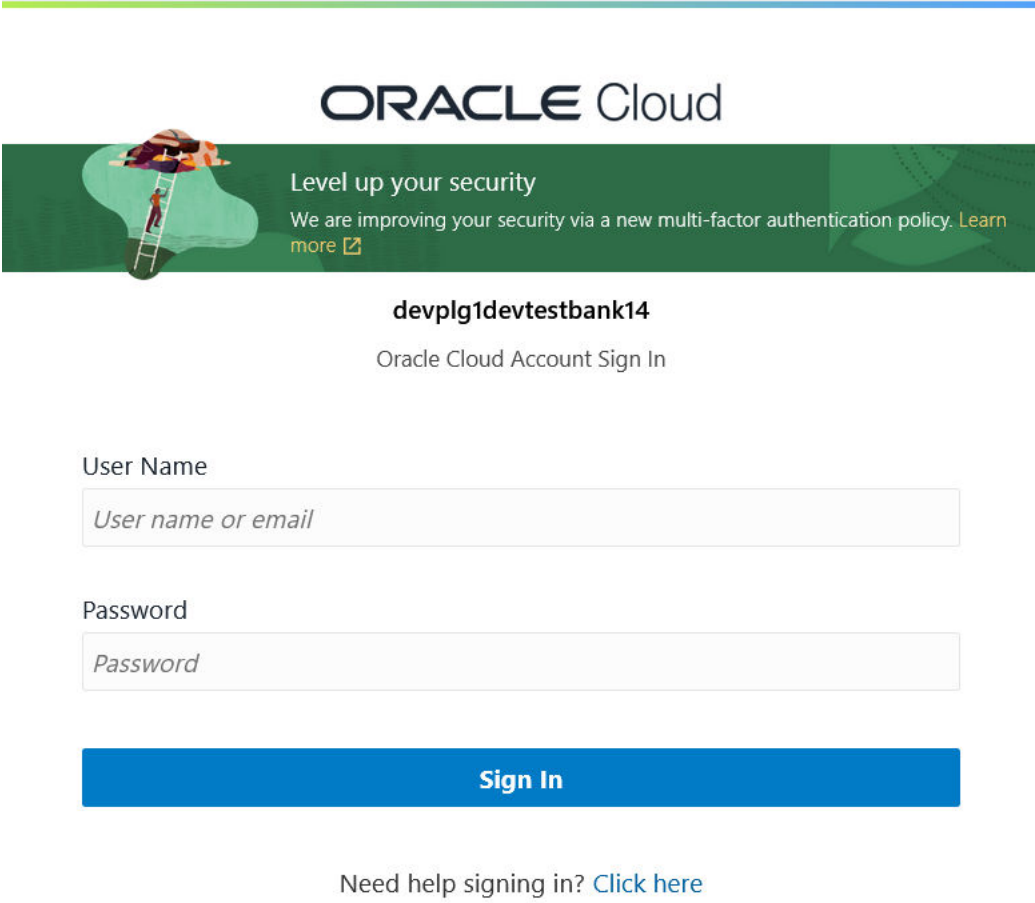 ORACLE Cloud
Level up your security
We are improving your security via a new multi-factor authentication policy. Learn
more
devplg1devtestbank14
Oracle Cloud Account Sign In
User Name
User name or email
Password
Password
Sign In
Need help signing in? Click here